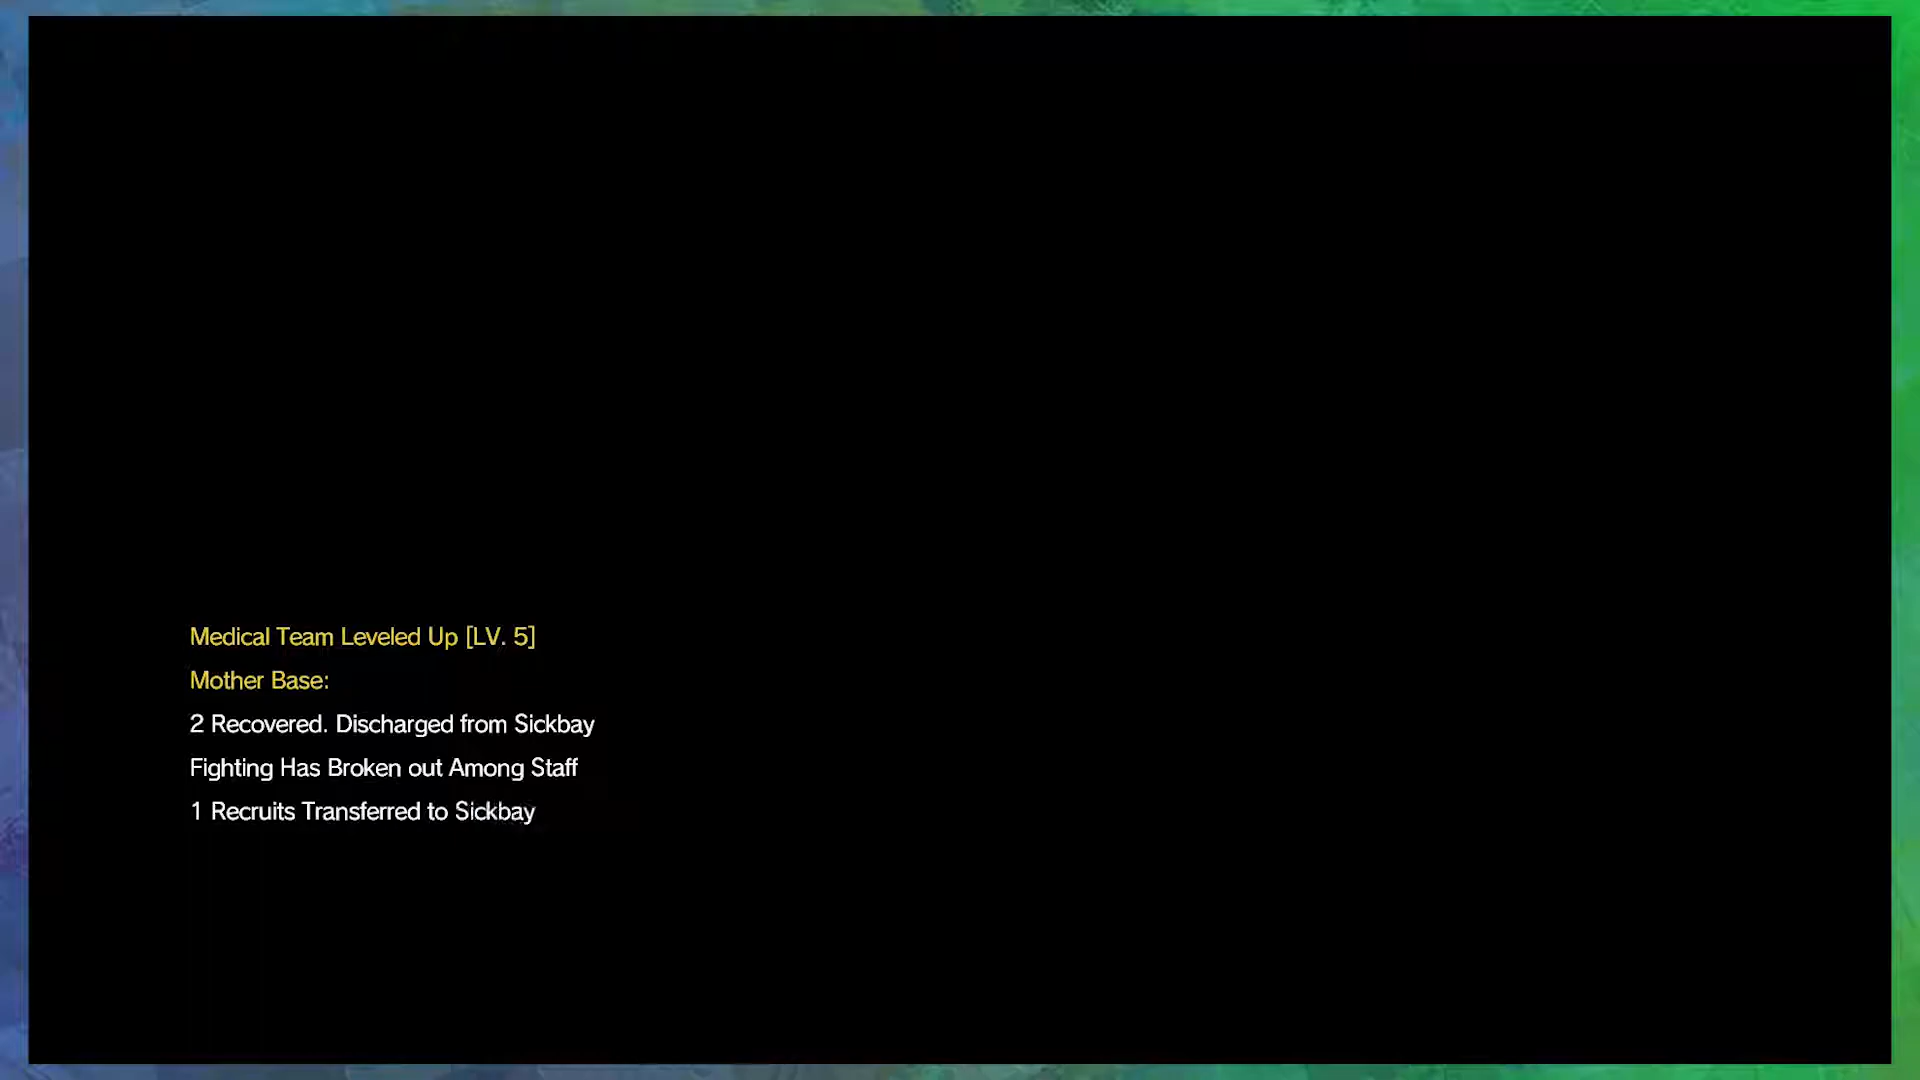 Medical Team Leveled Up [LV. 5]
Mother Base:
2 Recovered. Discharged from Sickbay
Fighting Has Broken out Among Staff
1 Recruits Transferred to Sickbay